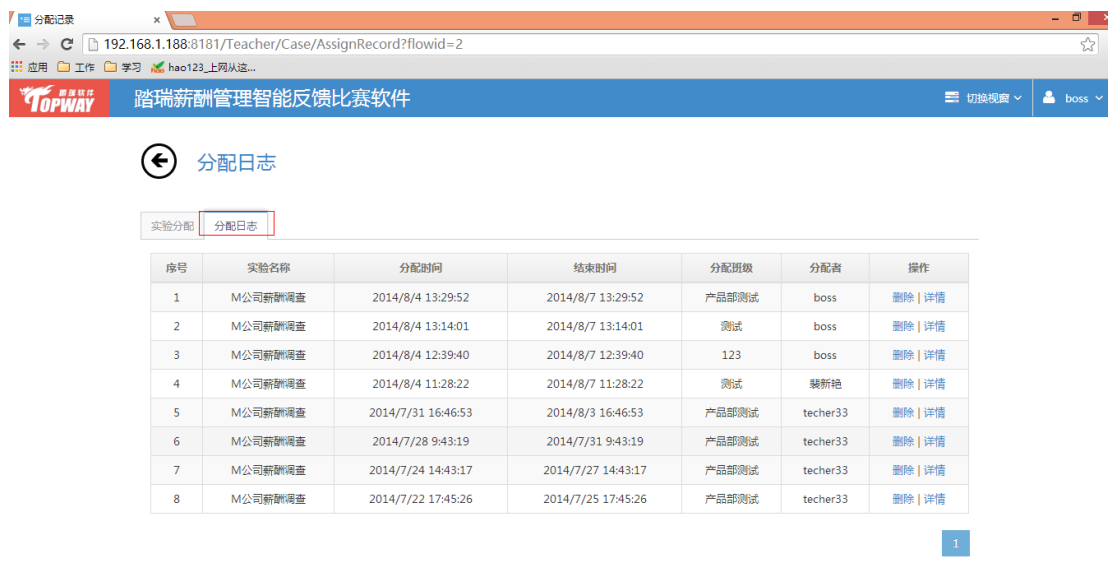 分配记录
192.168.1.188:8181/Teacher/Case/AssignRecord?flowid=2
应用 工作 学习 hao123_上网从这...
TOPWAY 踏瑞软件 踏瑞薪酬管理智能反馈比赛软件 切换视窗 boss
分配日志
实验分配 分配日志
序号 实验名称 分配时间 结束时间 分配班级 分配者 操作
1 M公司薪酬调查 2014/8/4 13:29:52 2014/8/7 13:29:52 产品部测试 boss 删除 | 详情
2 M公司薪酬调查 2014/8/4 13:14:01 2014/8/7 13:14:01 测试 boss 删除 | 详情
3 M公司薪酬调查 2014/8/4 12:39:40 2014/8/7 12:39:40 123 boss 删除 | 详情
4 M公司薪酬调查 2014/8/4 11:28:22 2014/8/7 11:28:22 测试 裴新艳 删除 | 详情
5 M公司薪酬调查 2014/7/31 16:46:53 2014/8/3 16:46:53 产品部测试 techer33 删除 | 详情
6 M公司薪酬调查 2014/7/28 9:43:19 2014/7/31 9:43:19 产品部测试 techer33 删除 | 详情
7 M公司薪酬调查 2014/7/24 14:43:17 2014/7/27 14:43:17 产品部测试 techer33 删除 | 详情
8 M公司薪酬调查 2014/7/22 17:45:26 2014/7/25 17:45:26 产品部测试 techer33 删除 | 详情
1